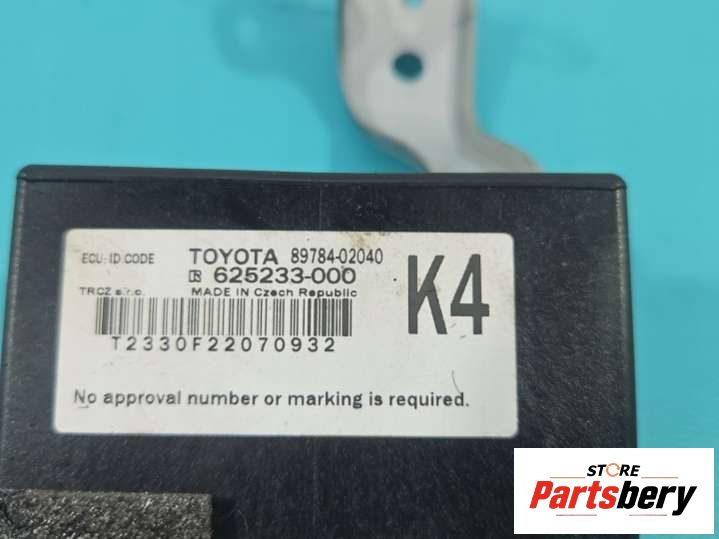 ECU: ID CODE TOYOTA 89784-02040
625233-000
K4
TRCZ s.r.o. MADE IN Czech Republic
T2330F22070932
No approval number or marking is required.
STORE
Partsbery